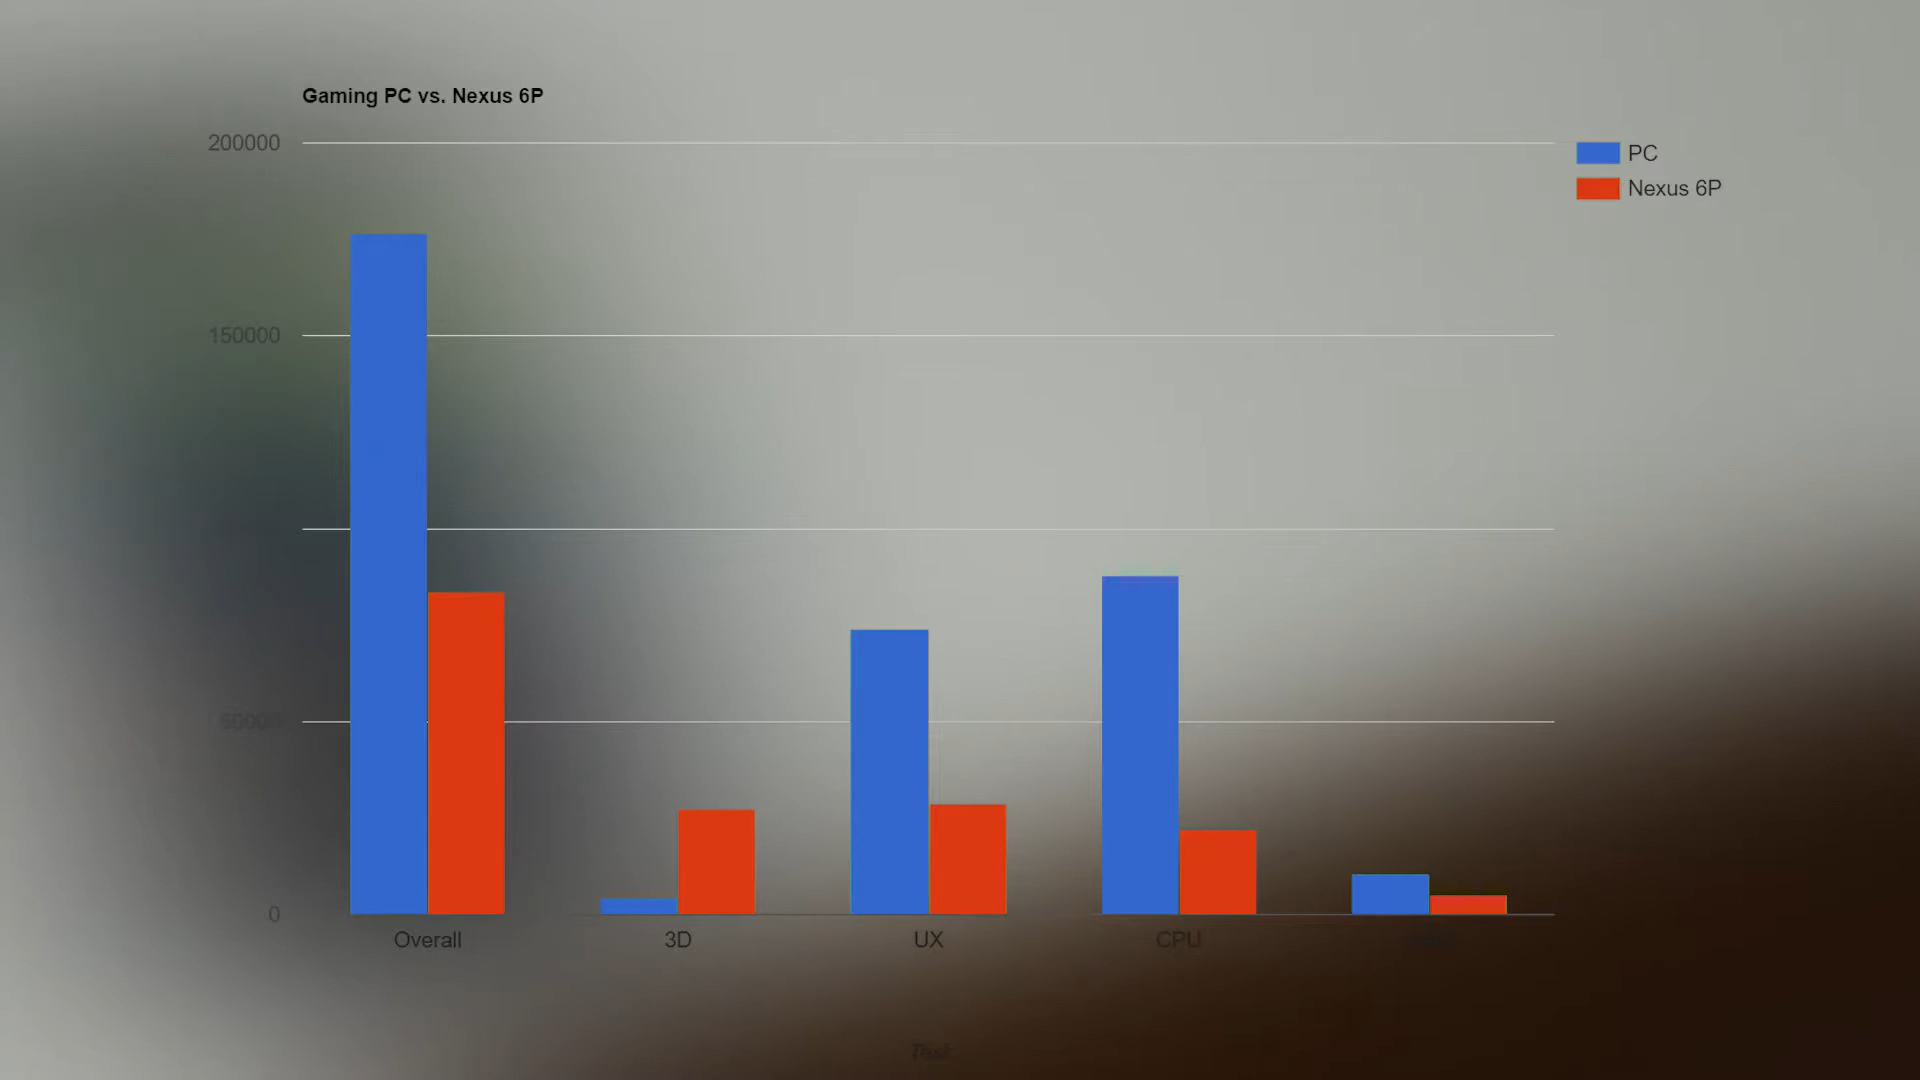 Gaming PC vs. Nexus 6P
200000
150000
50000
0
PC
Nexus 6P
Overall
3D
UX
CPU